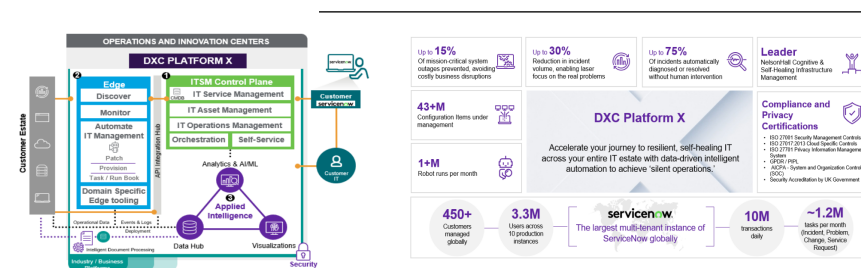 OPERATIONS AND INNOVATION CENTERS
DXC PLATFORM X
Customer Estate
2
Edge
Discover
Monitor
Automate
IT Management
Patch
Provision
Task / Run Book
Domain Specific
Edge tooling
API Integration Hub
1
ITSM Control Plane
CMDB
IT Service Management
IT Asset Management
IT Operations Management
Orchestration
Self-Service
Analytics & AI/ML
3
Applied
Intelligence
Data Hub
Visualizations
Operational Data
Events & Logs
Deployment
Intelligent Document Processing
Industry / Business
Security
servicenow
Customer
servicenow
Customer
IT
Up to 15%
Of mission-critical system
outages prevented, avoiding
costly business disruptions
Up to 30%
Reduction in incident
volume, enabling laser
focus on the real problems
Up to 75%
Of incidents automatically
diagnosed or resolved
without human intervention
Leader
NelsonHall Cognitive &
Self-Healing Infrastructure
Management
43+M
Configuration Items under
management
1+M
Robot runs per month
DXC Platform X
Accelerate your journey to resilient, self-healing IT
across your entire IT estate with data-driven intelligent
automation to achieve 'silent operations.'
Compliance and
Privacy
Certifications
• ISO 27001 Security Management Controls
• ISO 27017:2013 Cloud Specific Controls
• ISO 27701 Privacy Information Management
System
• GDPR /
• AICPA - System and Organization Controls
(SOC)
• Security Accreditation by UK Government
450+
Customers
managed
globally
3.3M
Users across
10 production
instances
servicenow
The largest multi-tenant instance of
ServiceNow globally
10M
transactions
daily
~1.2M
tasks per month
(Incident, Problem,
Change, Service
Request)